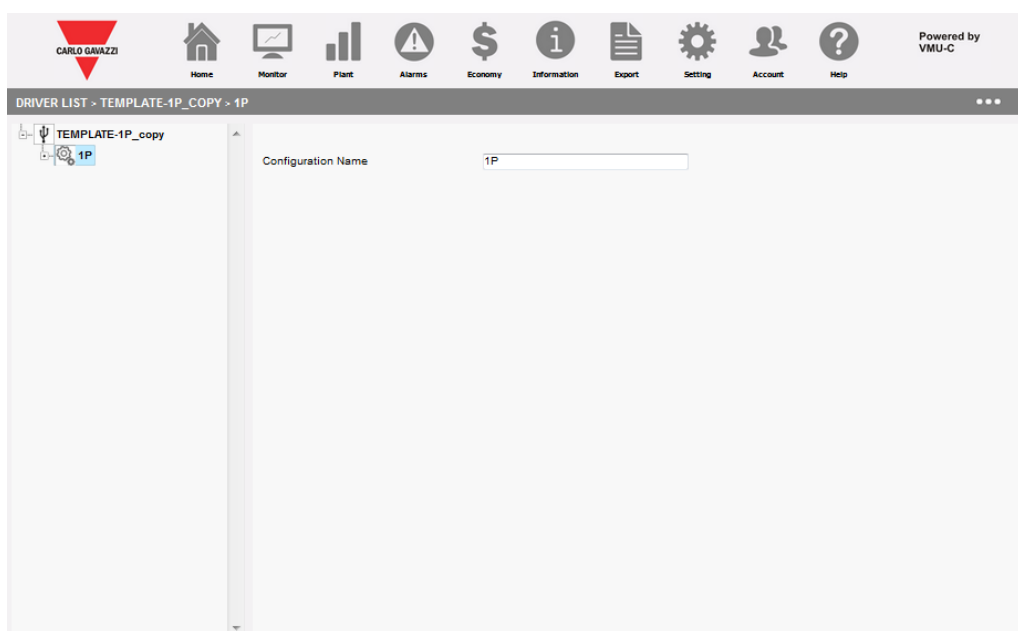 CARLO GAVAZZI
Home
Monitor
Plant
Alarms
Economy
Information
Export
Setting
Account
Help
Powered by
VMU-C
DRIVER LIST > TEMPLATE-1P_COPY > 1P
TEMPLATE-1P_copy
1P
Configuration Name
1P